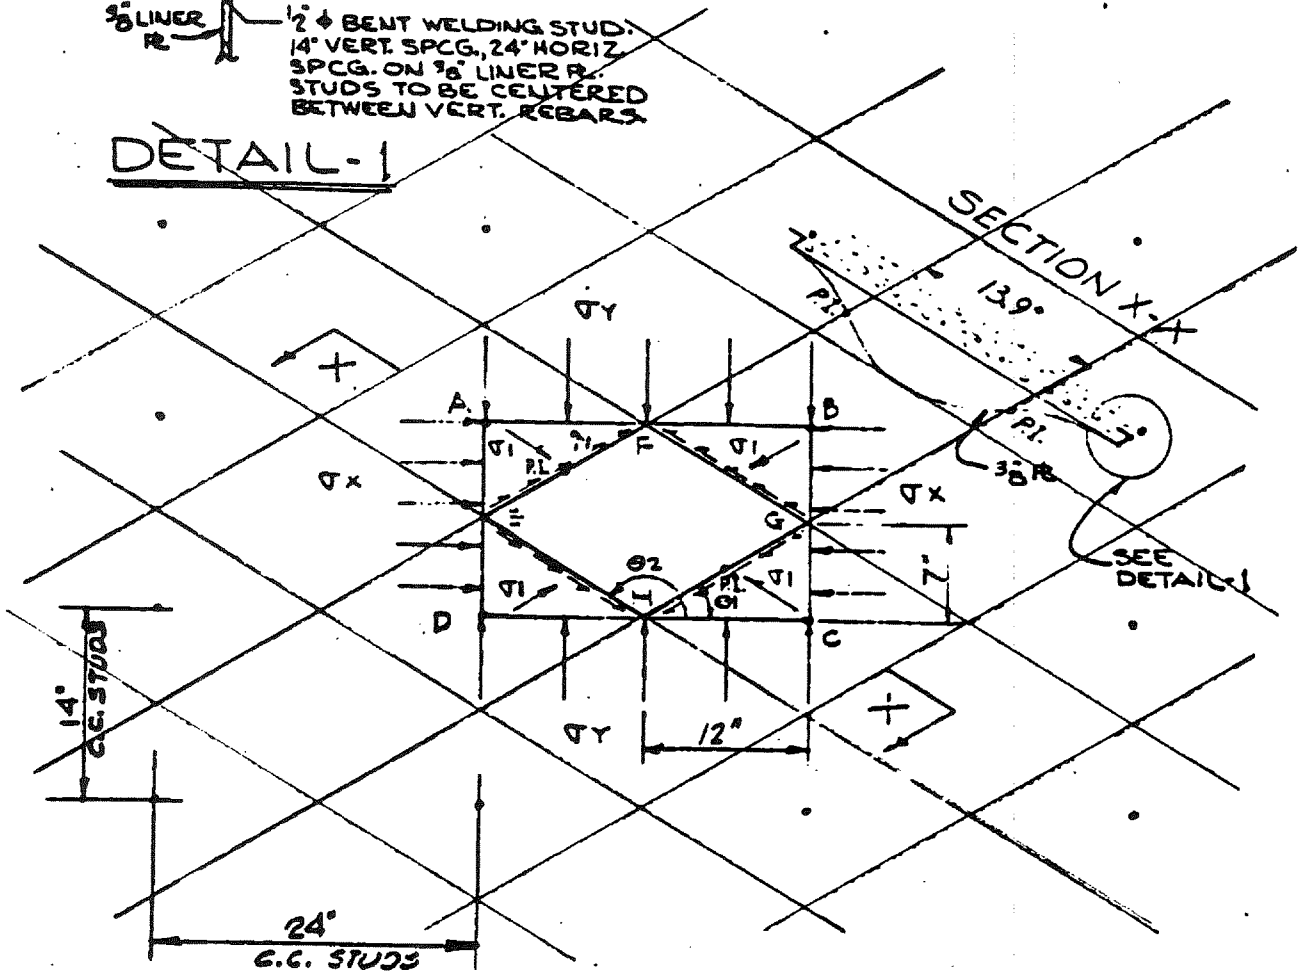 3/8" LINER
PL
1/2" ϕ BENT WELDING STUD.
14" VERT. SPCG., 24" HORIZ.
SPCG. ON 3/8" LINER PL.
STUDS TO BE CENTERED
BETWEEN VERT. REBARS
DETAIL-1
SECTION X-X
13.9"
P.I.
P.I.
3/8" PL
SEE
DETAIL-1
σY
X
A
B
σ1
P.I.
F
σ1
σX
σX
E
G
7"
θ2
σ1
I
P.I.
θ1
σ1
D
C
X
σY
12"
14"
C.C. STUDS
24"
C.C. STUDS